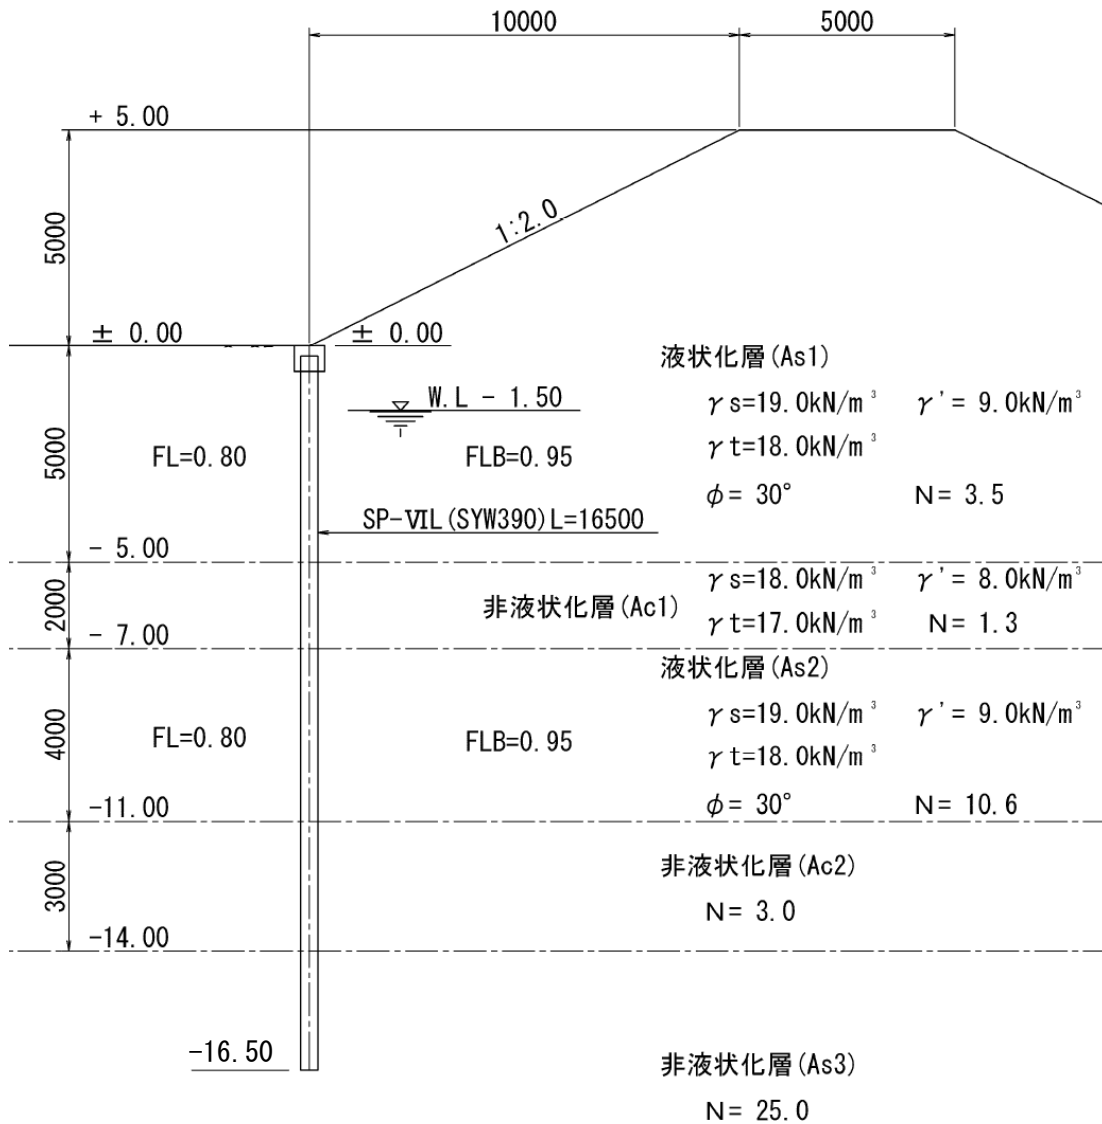 10000
5000
+ 5.00
5000
1:2.0
± 0.00
± 0.00
液状化層(As1)
W.L - 1.50
γs=19.0kN/m³
γ'= 9.0kN/m³
γt=18.0kN/m³
5000
FL=0.80
FLB=0.95
φ= 30°
N= 3.5
SP-ⅥL(SYW390)L=16500
- 5.00
γs=18.0kN/m³
γ'= 8.0kN/m³
2000
非液状化層(Ac1)
γt=17.0kN/m³
N= 1.3
- 7.00
液状化層(As2)
γs=19.0kN/m³
γ'= 9.0kN/m³
4000
FL=0.80
FLB=0.95
γt=18.0kN/m³
-11.00
φ= 30°
N= 10.6
3000
非液状化層(Ac2)
N= 3.0
-14.00
-16.50
非液状化層(As3)
N= 25.0